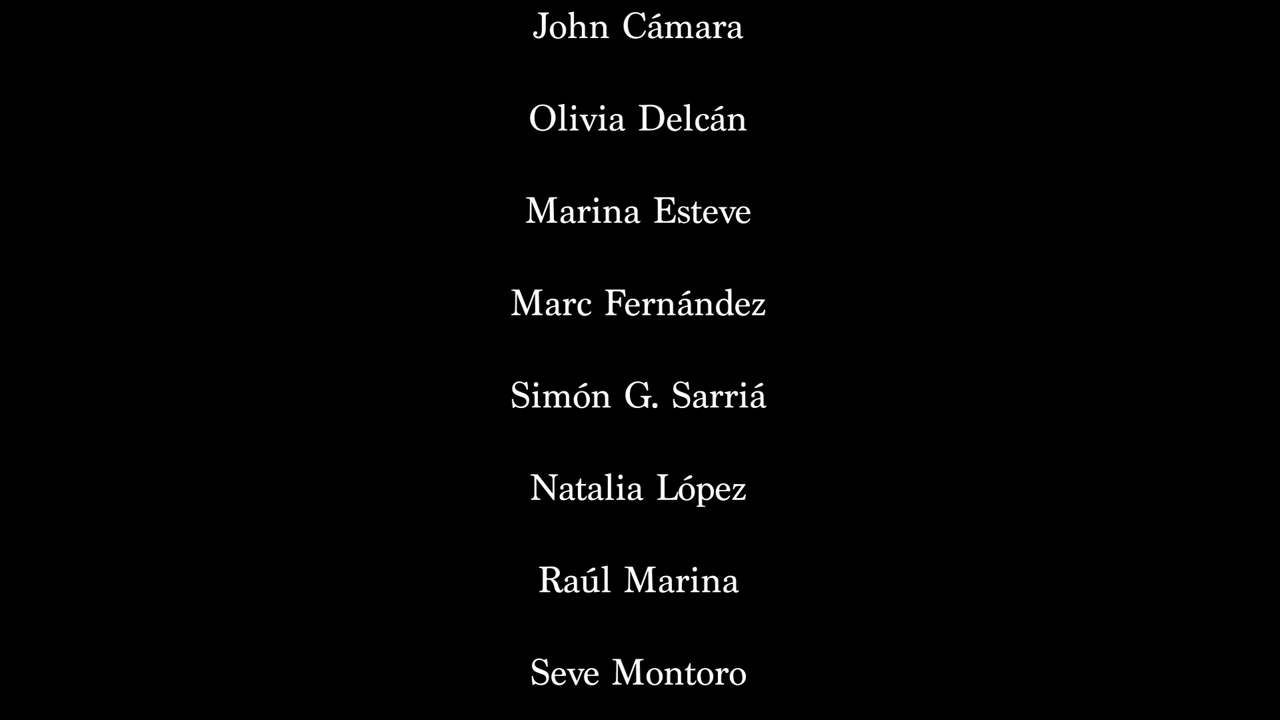 John Cámara
Olivia Delcán
Marina Esteve
Marc Fernández
Simón G. Sarriá
Natalia López
Raúl Marina
Seve Montoro